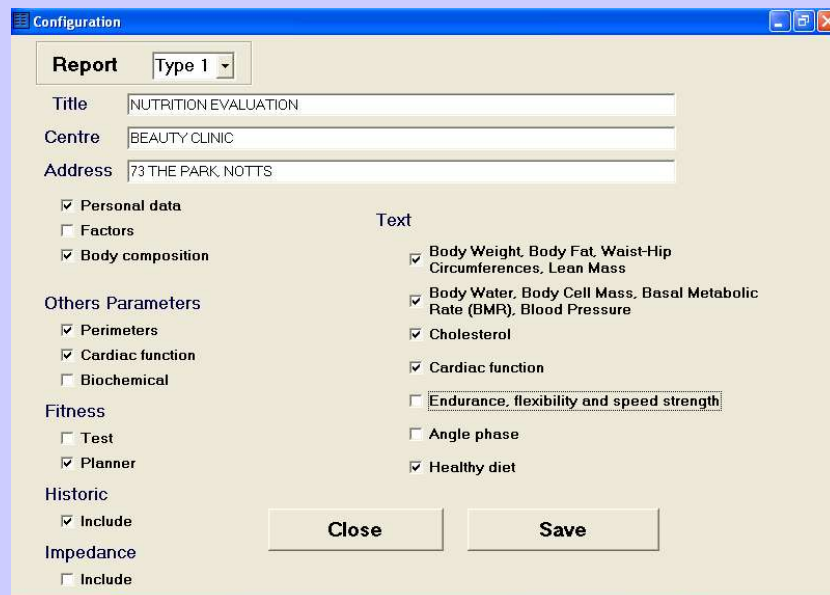 Configuration
Report Type 1
Title NUTRITION EVALUATION
Centre BEAUTY CLINIC
Address 73 THE PARK, NOTTS
Personal data
Factors
Body composition
Others Parameters
Perimeters
Cardiac function
Biochemical
Fitness
Test
Planner
Historic
Include
Impedance
Include
Text
Body Weight, Body Fat, Waist-Hip
Circumferences, Lean Mass
Body Water, Body Cell Mass, Basal Metabolic
Rate (BMR), Blood Pressure
Cholesterol
Cardiac function
Endurance, flexibility and speed strength
Angle phase
Healthy diet
Close Save